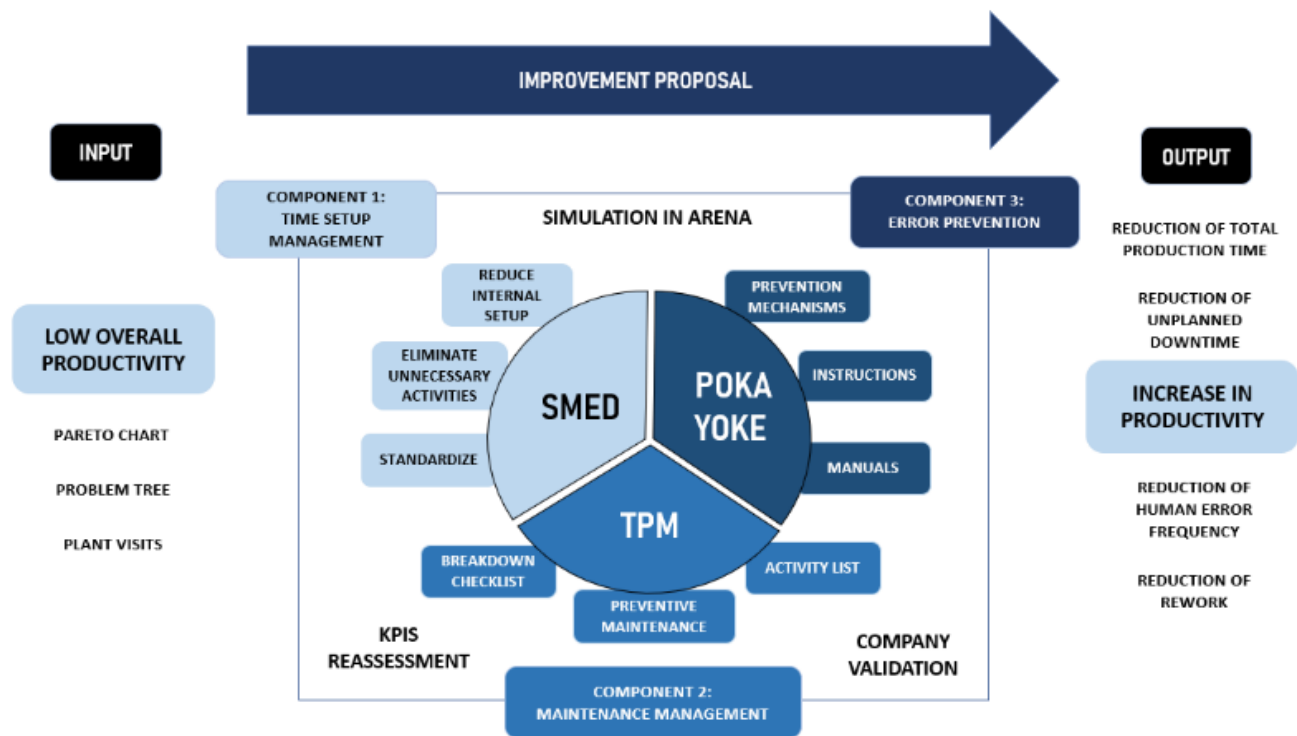 IMPROVEMENT PROPOSAL
INPUT
OUTPUT
COMPONENT 1:
TIME SETUP
MANAGEMENT
SIMULATION IN ARENA
COMPONENT 3:
ERROR PREVENTION
LOW OVERALL
PRODUCTIVITY
PARETO CHART
PROBLEM TREE
PLANT VISITS
REDUCE
INTERNAL
SETUP
ELIMINATE
UNNECESSARY
ACTIVITIES
STANDARDIZE
SMED
POKA
YOKE
TPM
PREVENTION
MECHANISMS
INSTRUCTIONS
MANUALS
BREAKDOWN
CHECKLIST
PREVENTIVE
MAINTENANCE
ACTIVITY LIST
KPIS
REASSESSMENT
COMPANY
VALIDATION
COMPONENT 2:
MAINTENANCE MANAGEMENT
REDUCTION OF TOTAL
PRODUCTION TIME
REDUCTION OF
UNPLANNED
DOWNTIME
INCREASE IN
PRODUCTIVITY
REDUCTION OF
HUMAN ERROR
FREQUENCY
REDUCTION OF
REWORK